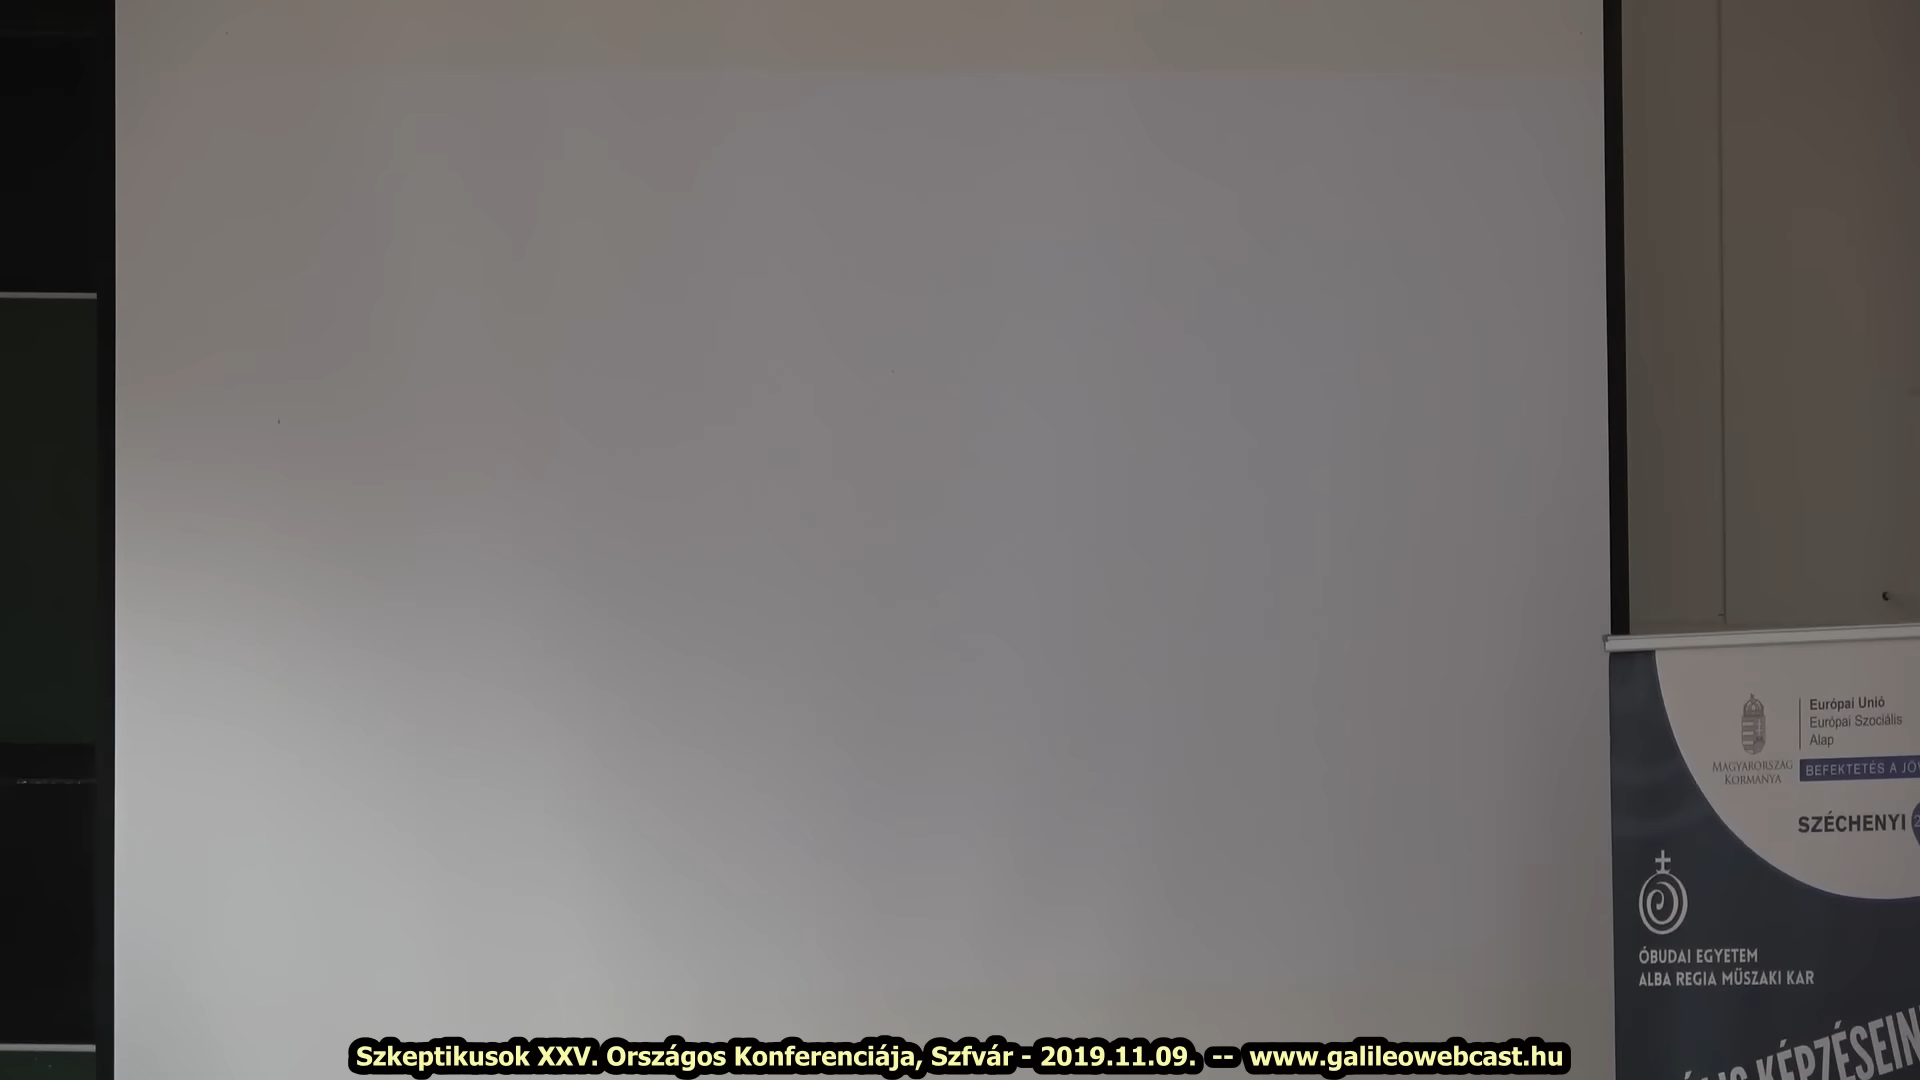 Európai Unió
Európai Szociális
Alap
MAGYARORSZÁG
KORMÁNYA
BEFEKTETÉS A
SZÉCHENYI
ÓBUDAI EGYETEM
ALBA REGIA MŰSZAKI KAR
Szkeptikusok XXV. Országos Konferenciája, Szfvár - 2019.11.09. -- www.galileowebcast.hu